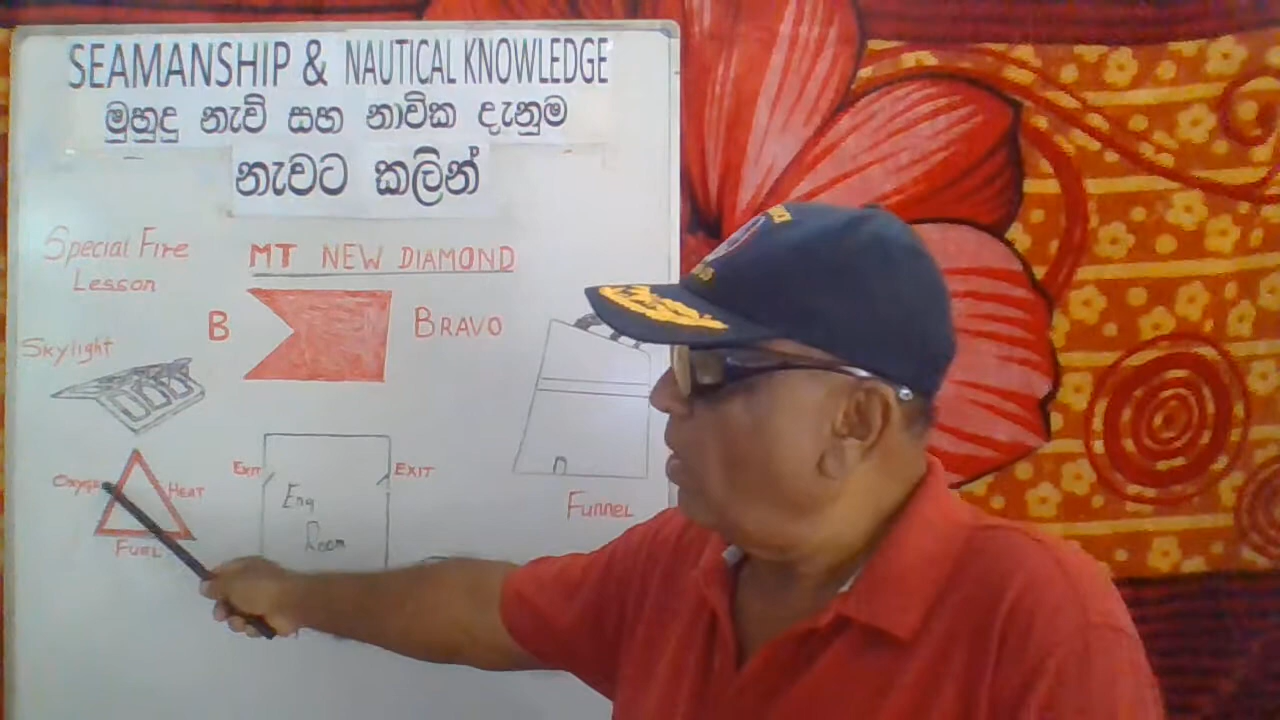 SEAMANSHIP & NAUTICAL KNOWLEDGE
මුහුදු නැව් සහ නාවික දැනුම
නැවට කලින්
Special Fire
Lesson
MT NEW DIAMOND
B
BRAVO
Skylight
EXIT
EXIT
HEAT
FUEL
Eng
Room
Funnel